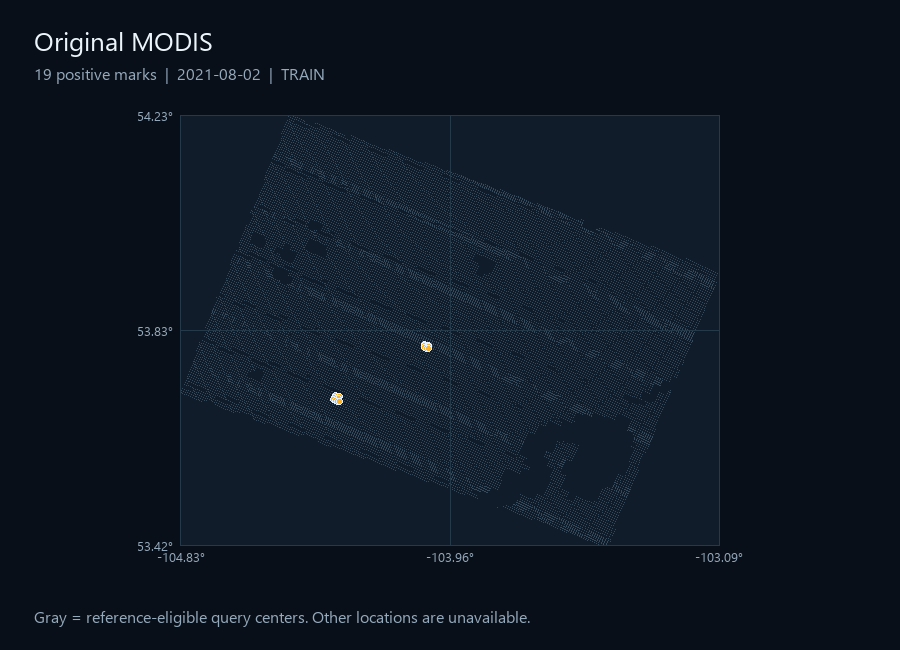 Original MODIS
19 positive marks | 2021-08-02 | TRAIN
54.23°
53.83°
53.42°
-104.83°
-103.96°
-103.09°
Gray = reference-eligible query centers. Other locations are unavailable.